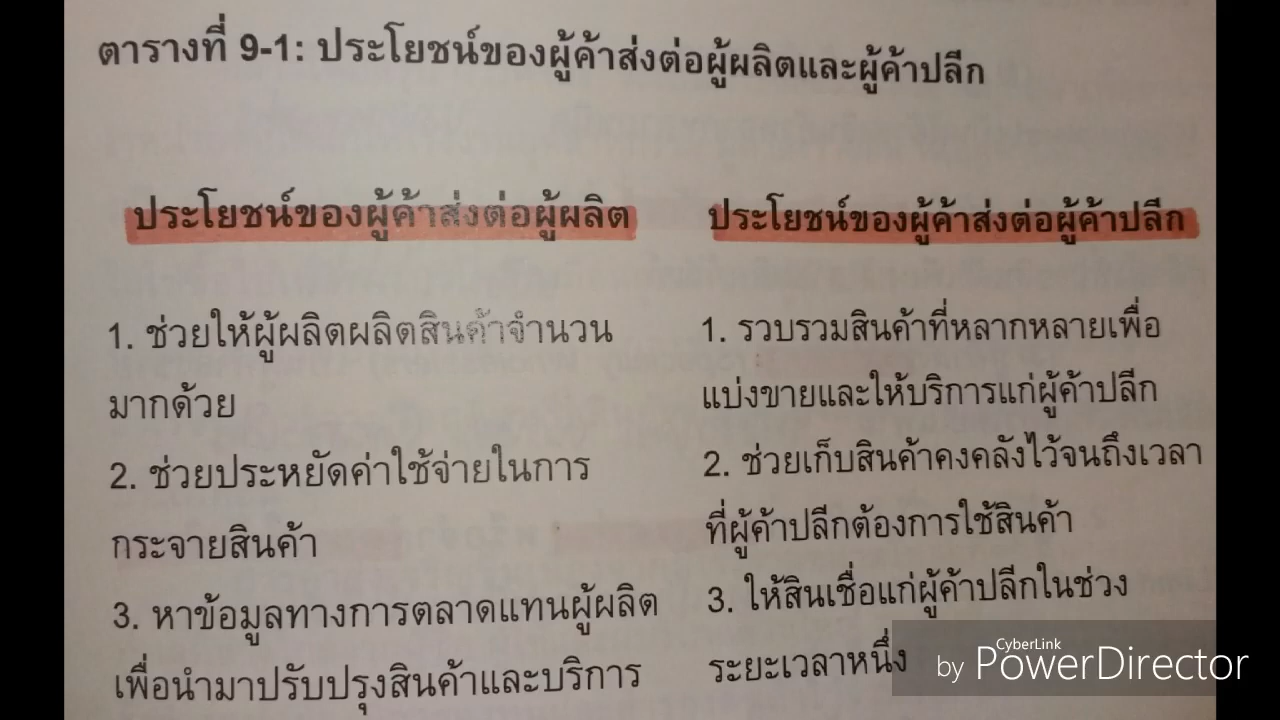 ตารางที่ 9-1: ประโยชน์ของผู้ค้าส่งต่อผู้ผลิตและผู้ค้าปลีก
ประโยชน์ของผู้ค้าส่งต่อผู้ผลิต
1. ช่วยให้ผู้ผลิตผลิตสินค้าจำนวน
มากด้วย
2. ช่วยประหยัดค่าใช้จ่ายในการ
กระจายสินค้า
3. หาข้อมูลทางการตลาดแทนผู้ผลิต
เพื่อนำมาปรับปรุงสินค้าและบริการ
ประโยชน์ของผู้ค้าส่งต่อผู้ค้าปลีก
1. รวบรวมสินค้าที่หลากหลายเพื่อ
แบ่งขายและให้บริการแก่ผู้ค้าปลีก
2. ช่วยเก็บสินค้าคงคลังไว้จนถึงเวลา
ที่ผู้ค้าปลีกต้องการใช้สินค้า
3. ให้สินเชื่อแก่ผู้ค้าปลีกในช่วง
ระยะเวลาหนึ่ง
CyberLink
by PowerDirector